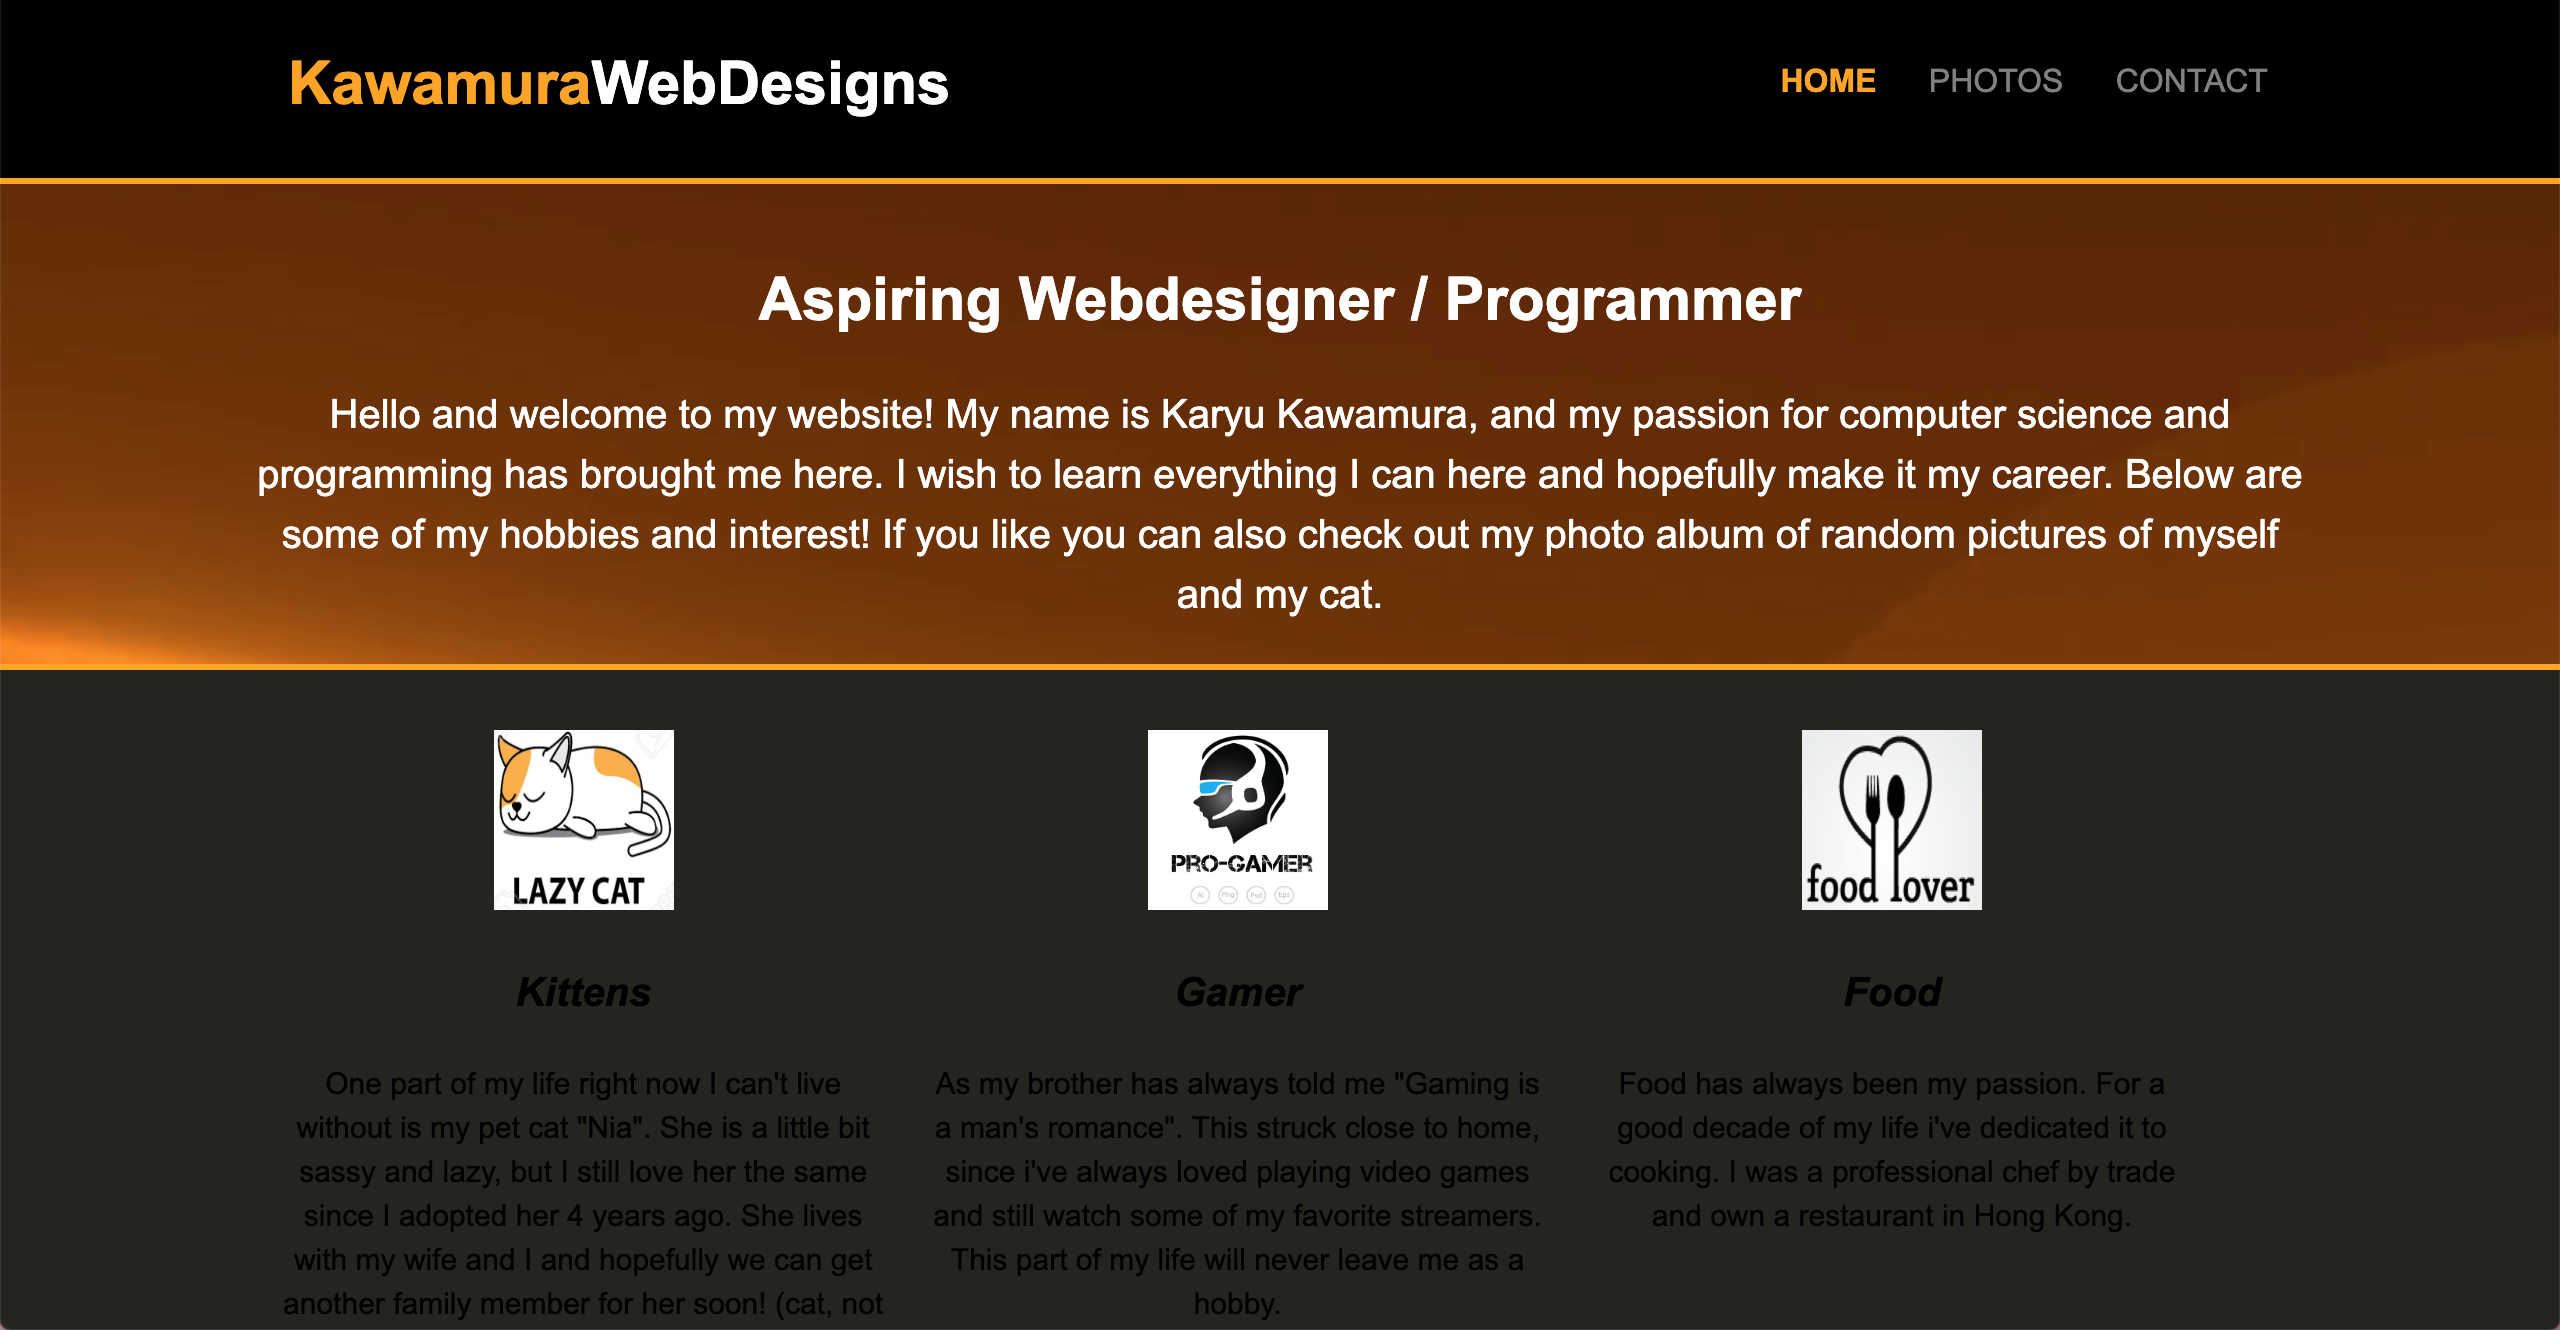 KawamuraWebDesigns
HOME PHOTOS CONTACT
Aspiring Webdesigner / Programmer
Hello and welcome to my website! My name is Karyu Kawamura, and my passion for computer science and
programming has brought me here. I wish to learn everything I can here and hopefully make it my career. Below are
some of my hobbies and interest! If you like you can also check out my photo album of random pictures of myself
and my cat.
LAZY CAT
PRO-GAMER
Ai Png Psd Eps
food lover
Kittens
One part of my life right now I can't live
without is my pet cat "Nia". She is a little bit
sassy and lazy, but I still love her the same
since I adopted her 4 years ago. She lives
with my wife and I and hopefully we can get
another family member for her soon! (cat, not
Gamer
As my brother has always told me "Gaming is
a man's romance". This struck close to home,
since i've always loved playing video games
and still watch some of my favorite streamers.
This part of my life will never leave me as a
hobby.
Food
Food has always been my passion. For a
good decade of my life i've dedicated it to
cooking. I was a professional chef by trade
and own a restaurant in Hong Kong.